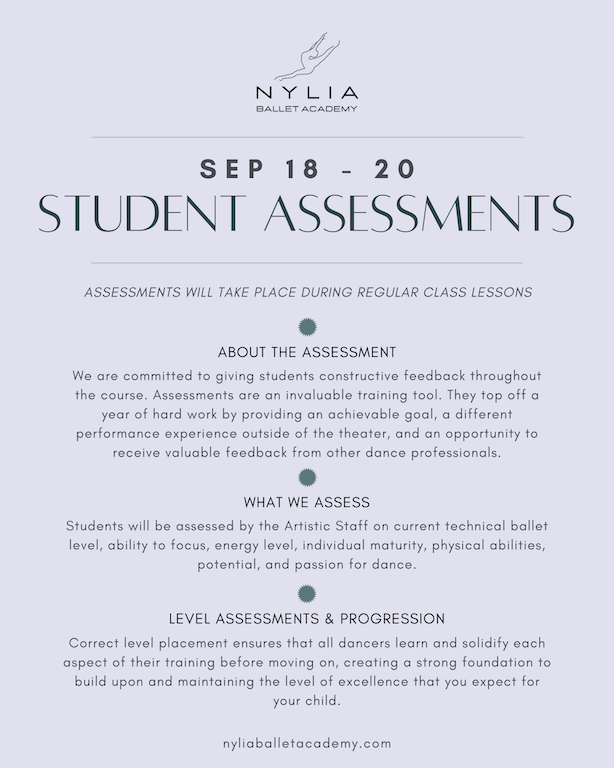 NYLIA
BALLET ACADEMY
SEP 18 - 20
STUDENT ASSESSMENTS
ASSESSMENTS WILL TAKE PLACE DURING REGULAR CLASS LESSONS
ABOUT THE ASSESSMENT
We are committed to giving students constructive feedback throughout
the course. Assessments are an invaluable training tool. They top off a
year of hard work by providing an achievable goal, a different
performance experience outside of the theater, and an opportunity to
receive valuable feedback from other dance professionals.
WHAT WE ASSESS
Students will be assessed by the Artistic Staff on current technical ballet
level, ability to focus, energy level, individual maturity, physical abilities,
potential, and passion for dance.
LEVEL ASSESSMENTS & PROGRESSION
Correct level placement ensures that all dancers learn and solidify each
aspect of their training before moving on, creating a strong foundation to
build upon and maintaining the level of excellence that you expect for
your child.
nyliaballetacademy.com